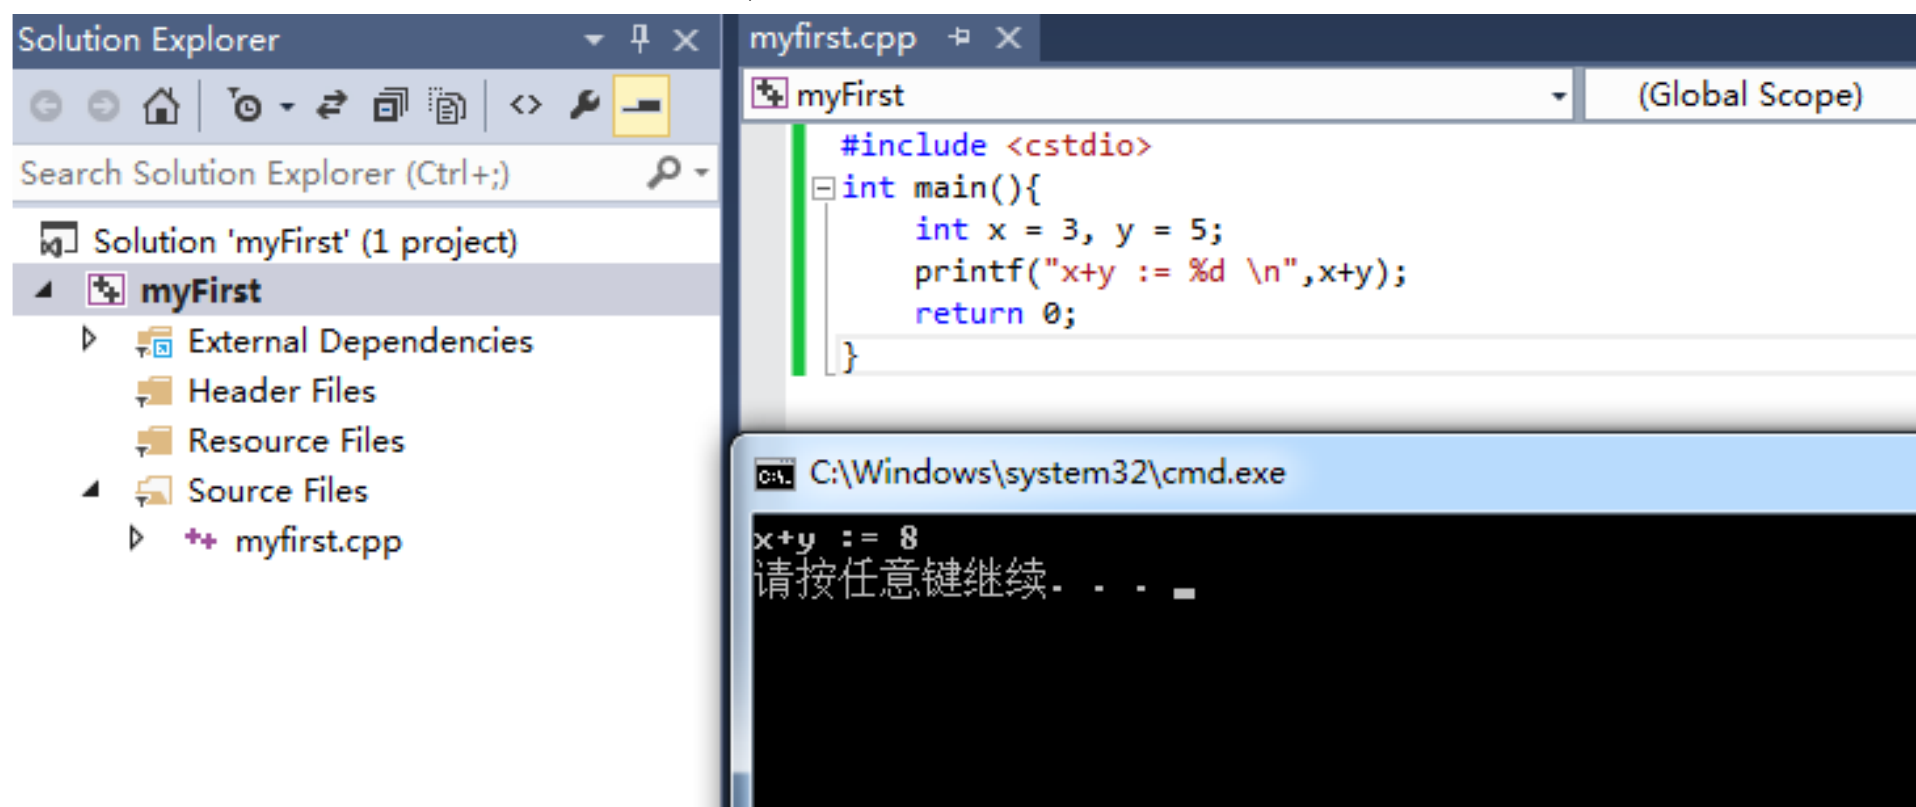 Solution Explorer
Search Solution Explorer (Ctrl+;)
Solution 'myFirst' (1 project)
myFirst
External Dependencies
Header Files
Resource Files
Source Files
myfirst.cpp
myfirst.cpp
myFirst
(Global Scope)
#include <cstdio>
int main(){
int x = 3, y = 5;
printf("x+y := %d \n",x+y);
return 0;
}
C:\Windows\system32\cmd.exe
x+y := 8
请按任意键继续. . .